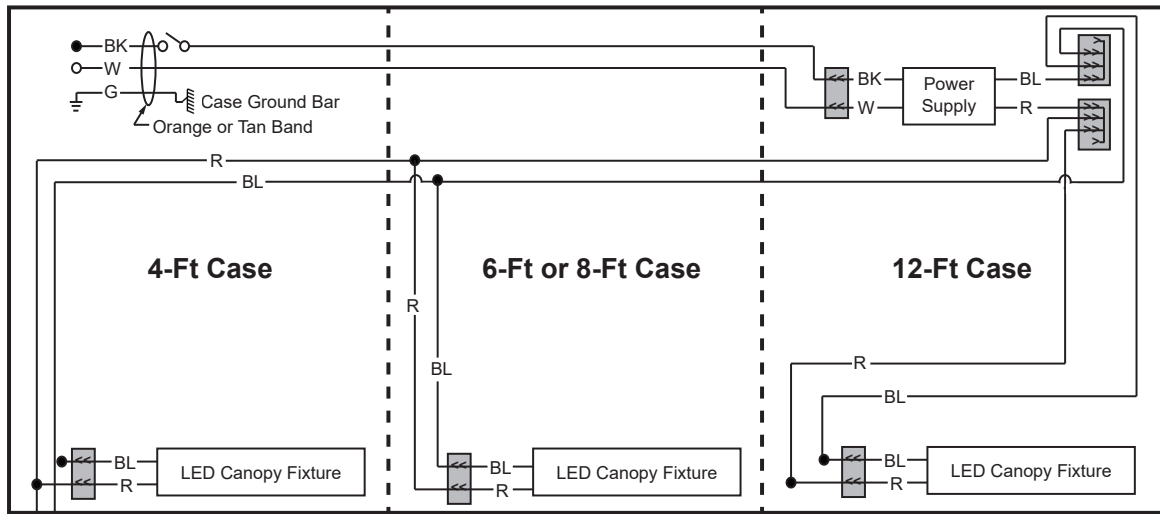 BK
W
G
Case Ground Bar
Orange or Tan Band
BK
W
Power
Supply
BL
R
R
BL
4-Ft Case
6-Ft or 8-Ft Case
12-Ft Case
R
BL
R
BL
BL
R
LED Canopy Fixture
BL
R
LED Canopy Fixture
BL
R
LED Canopy Fixture